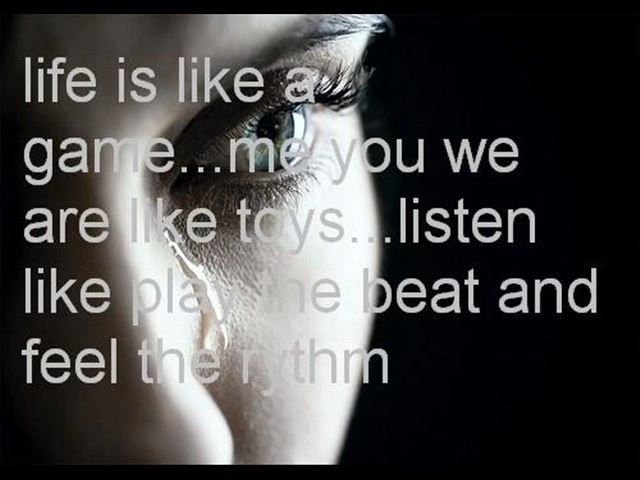 life is like a
game...me you we
are like toys...listen
like play the beat and
feel the rythm